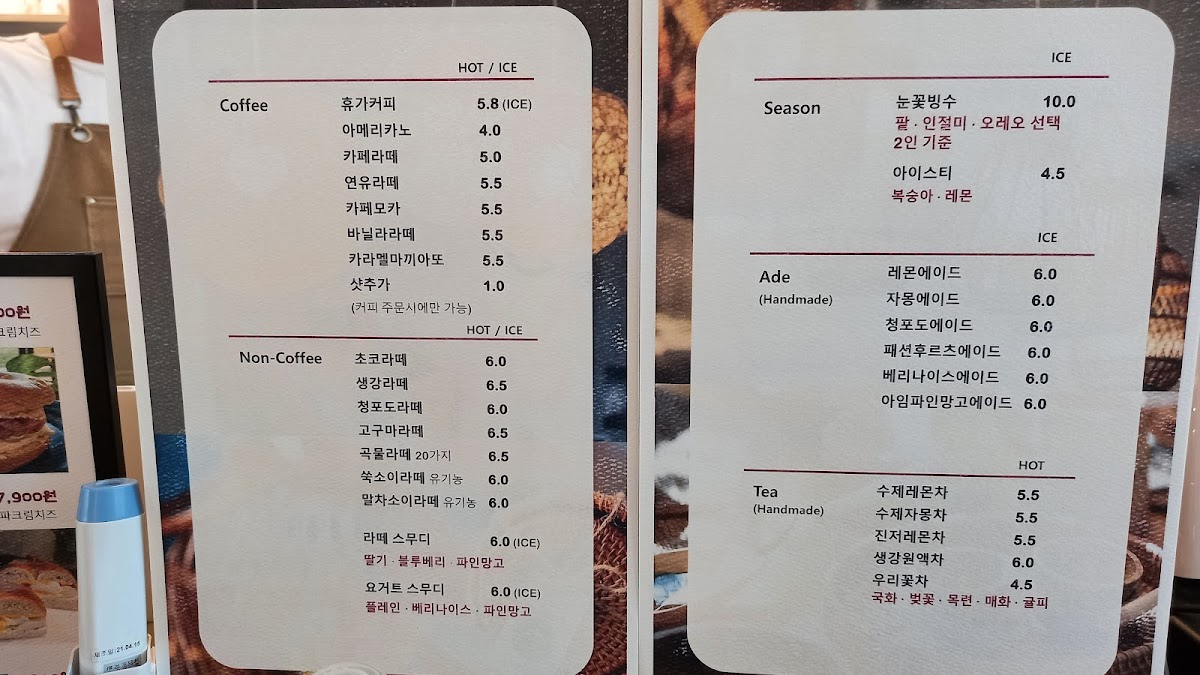 HOT / ICE
Coffee
휴가커피 5.8 (ICE)
아메리카노 4.0
카페라떼 5.0
연유라떼 5.5
카페모카 5.5
바닐라라떼 5.5
카라멜마끼아또 5.5
샷추가 1.0
(커피 주문시에만 가능)
HOT / ICE
Non-Coffee
초코라떼 6.0
생강라떼 6.5
청포도라떼 6.0
고구마라떼 6.5
곡물라떼 20가지 6.5
쑥소이라떼 유기농 6.0
말차소이라떼 유기농 6.0
라떼 스무디 6.0 (ICE)
딸기 · 블루베리 · 파인망고
요거트 스무디 6.0 (ICE)
플레인 · 베리나이스 · 파인망고
ICE
Season
눈꽃빙수 10.0
팥 · 인절미 · 오레오 선택
2인 기준
아이스티 4.5
복숭아 · 레몬
ICE
Ade
(Handmade)
레몬에이드 6.0
자몽에이드 6.0
청포도에이드 6.0
패션후르츠에이드 6.0
베리나이스에이드 6.0
아임파인망고에이드 6.0
HOT
Tea
(Handmade)
수제레몬차 5.5
수제자몽차 5.5
진저레몬차 5.5
생강원액차 6.0
우리꽃차 4.5
국화 · 벚꽃 · 목련 · 매화 · 귤피
00원
크림치즈
7,900원
파크림치즈